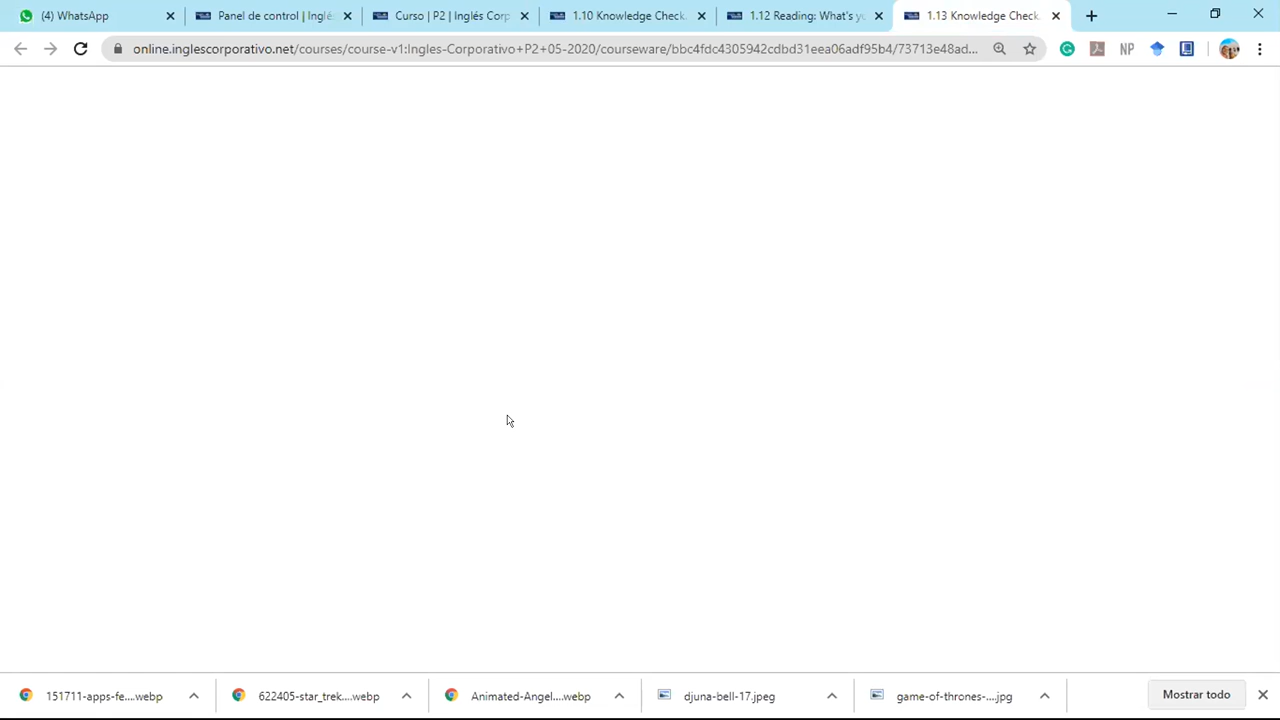 (4) WhatsApp
Panel de control | Inglé
Curso | P2 | Inglés Corp
1.10 Knowledge Check.
1.12 Reading: What's yu
1.13 Knowledge Check.
online.inglescorporativo.net/courses/course-v1:Ingles-Corporativo+P2+05-2020/courseware/bbc4fdc4305942cdbd31eea06adf95b4/73713e48ad...
NP
151711-apps-fe....webp
622405-star_trek....webp
Animated-Angel....webp
djuna-bell-17.jpeg
game-of-thrones-....jpg
Mostrar todo